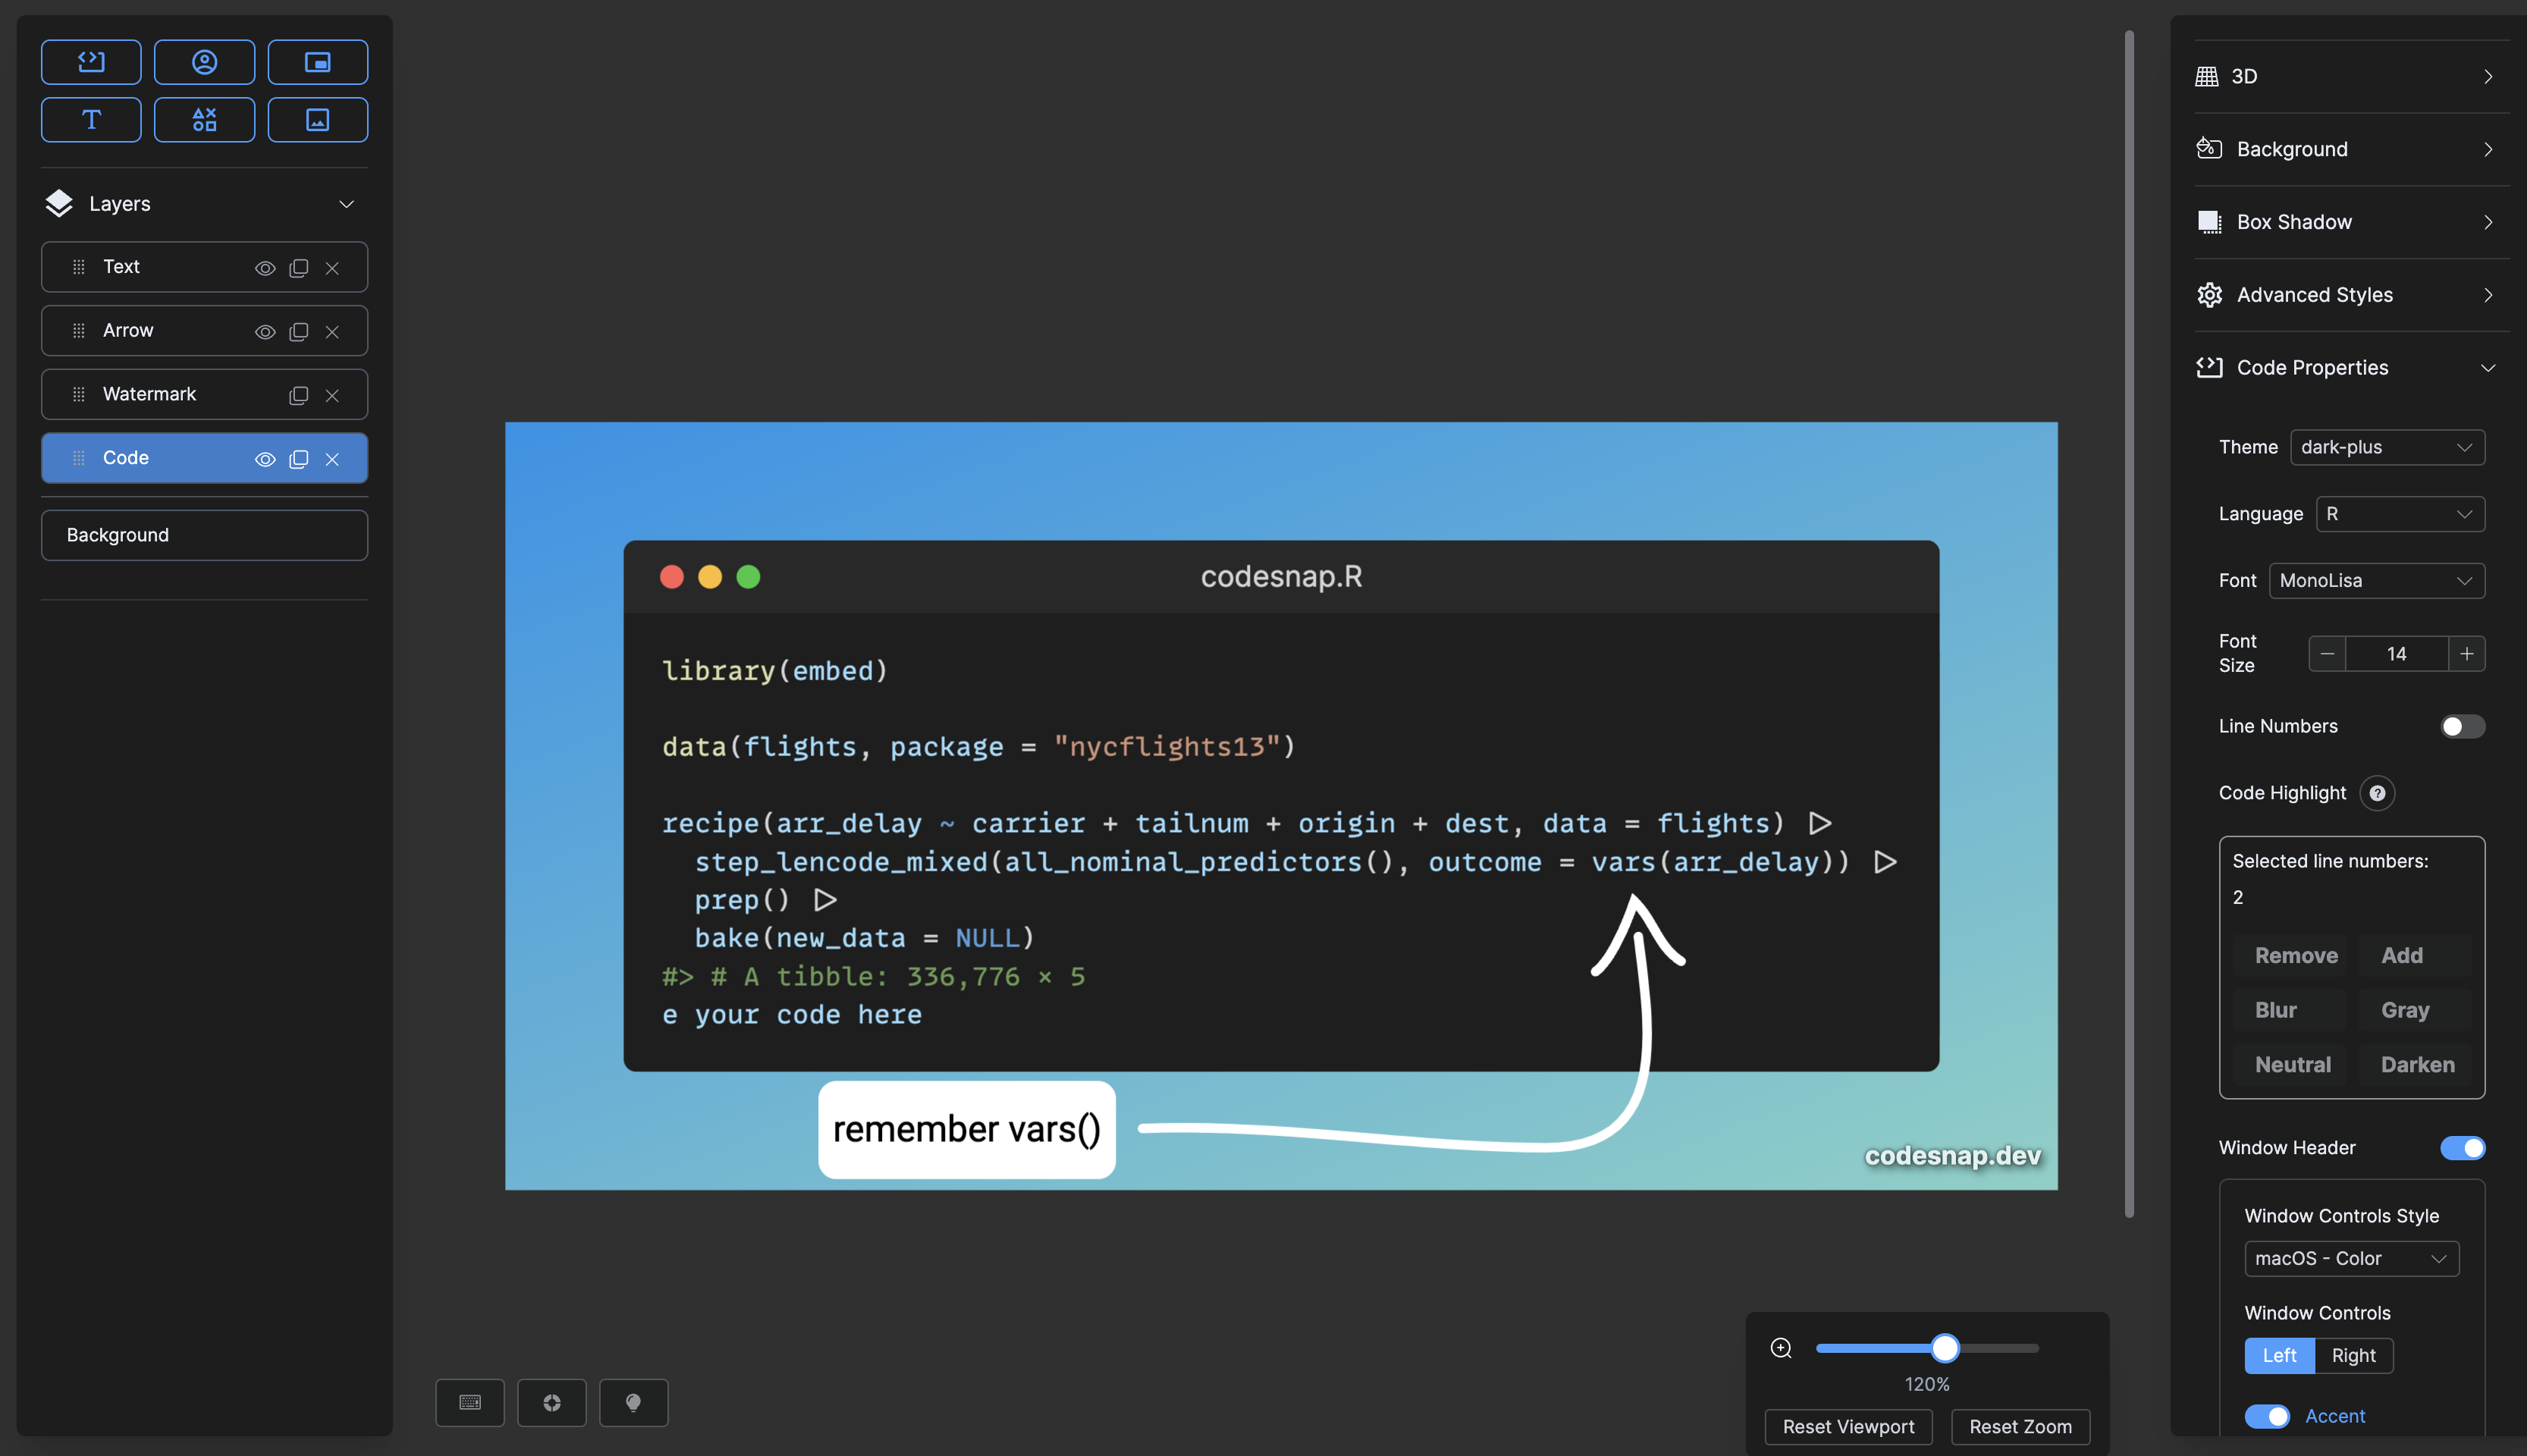 T
Layers
Text
Arrow
Watermark
Code
Background
codesnap.R
library(embed)
data(flights, package = "nycflights13")
recipe(arr_delay ~ carrier + tailnum + origin + dest, data = flights) |>
  step_lencode_mixed(all_nominal_predictors(), outcome = vars(arr_delay)) |>
  prep() |>
  bake(new_data = NULL)
#> # A tibble: 336,776 × 5
e your code here
remember vars()
codesnap.dev
120%
Reset Viewport
Reset Zoom
3D
Background
Box Shadow
Advanced Styles
Code Properties
Theme dark-plus
Language R
Font MonoLisa
Font
Size
14
Line Numbers
Code Highlight ?
Selected line numbers:
2
Remove Add
Blur Gray
Neutral Darken
Window Header
Window Controls Style
macOS - Color
Window Controls
Left Right
Accent